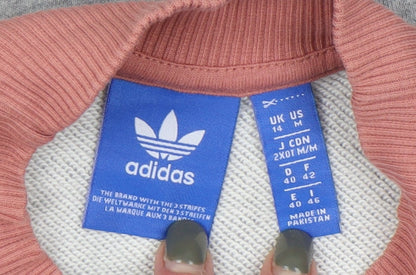 adidas
THE BRAND WITH THE 3 STRIPES
DIE WELTMARKE MIT DEN 3 STREIFEN
LA MARQUE AUX 3
UK US
14 M
J CDN
2XOT M/M
D F
40 42
E I
40 46
MADE IN
PAKISTAN